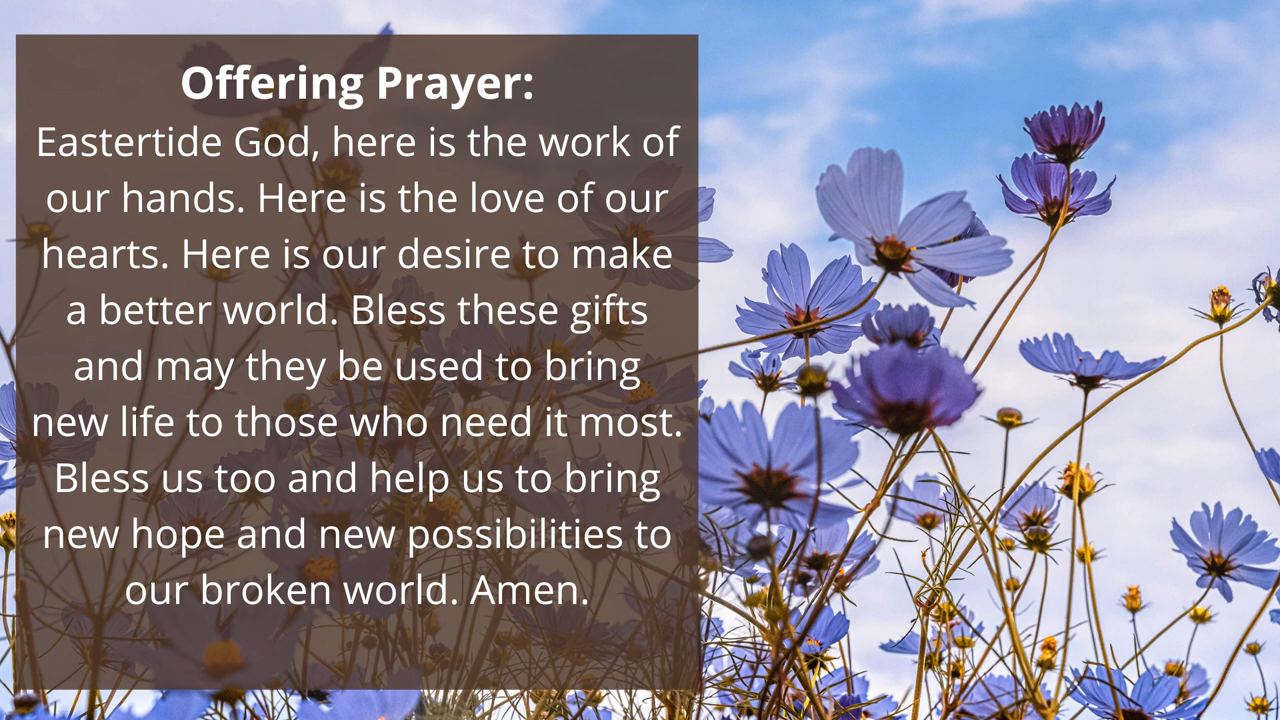 Offering Prayer:
Eastertide God, here is the work of
our hands. Here is the love of our
hearts. Here is our desire to make
a better world. Bless these gifts
and may they be used to bring
new life to those who need it most.
Bless us too and help us to bring
new hope and new possibilities to
our broken world. Amen.